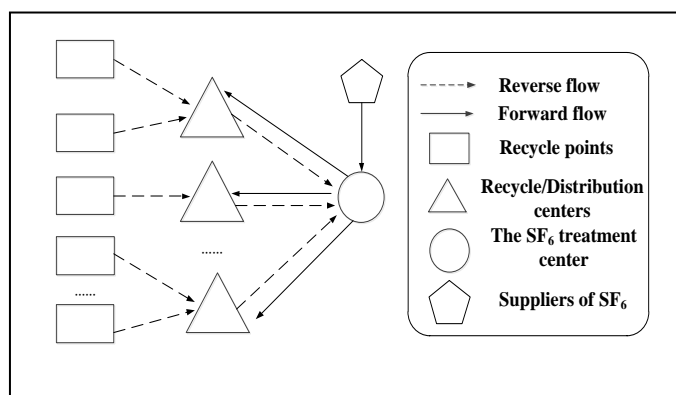 ......
......
Reverse flow
Forward flow
Recycle points
Recycle/Distribution
centers
The SF₆ treatment
center
Suppliers of SF₆